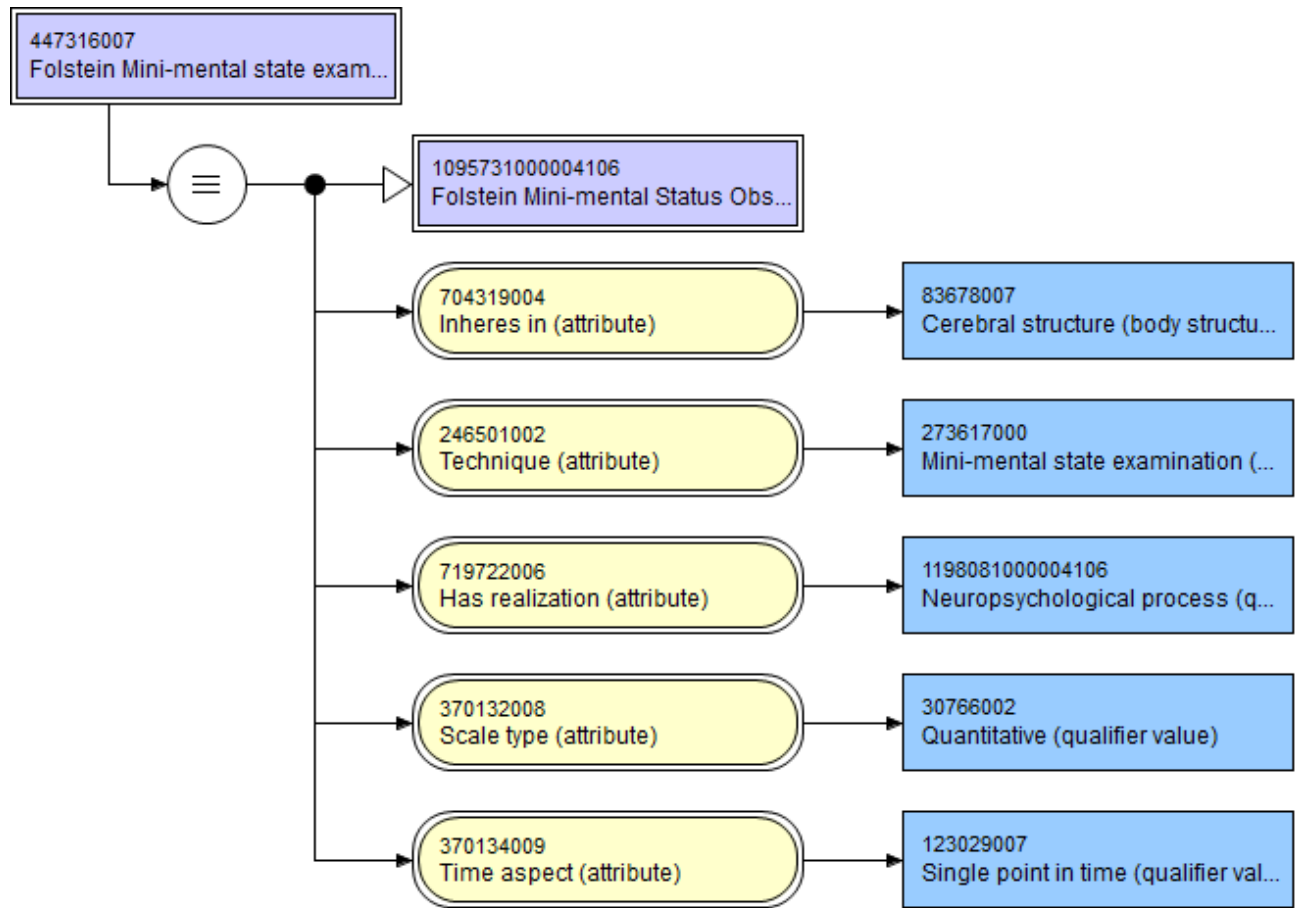 447316007
Folstein Mini-mental state exam...
1095731000004106
Folstein Mini-mental Status Obs...
704319004
Inheres in (attribute)
83678007
Cerebral structure (body structu...
246501002
Technique (attribute)
273617000
Mini-mental state examination (...
719722006
Has realization (attribute)
1198081000004106
Neuropsychological process (q...
370132008
Scale type (attribute)
30766002
Quantitative (qualifier value)
370134009
Time aspect (attribute)
123029007
Single point in time (qualifier val...